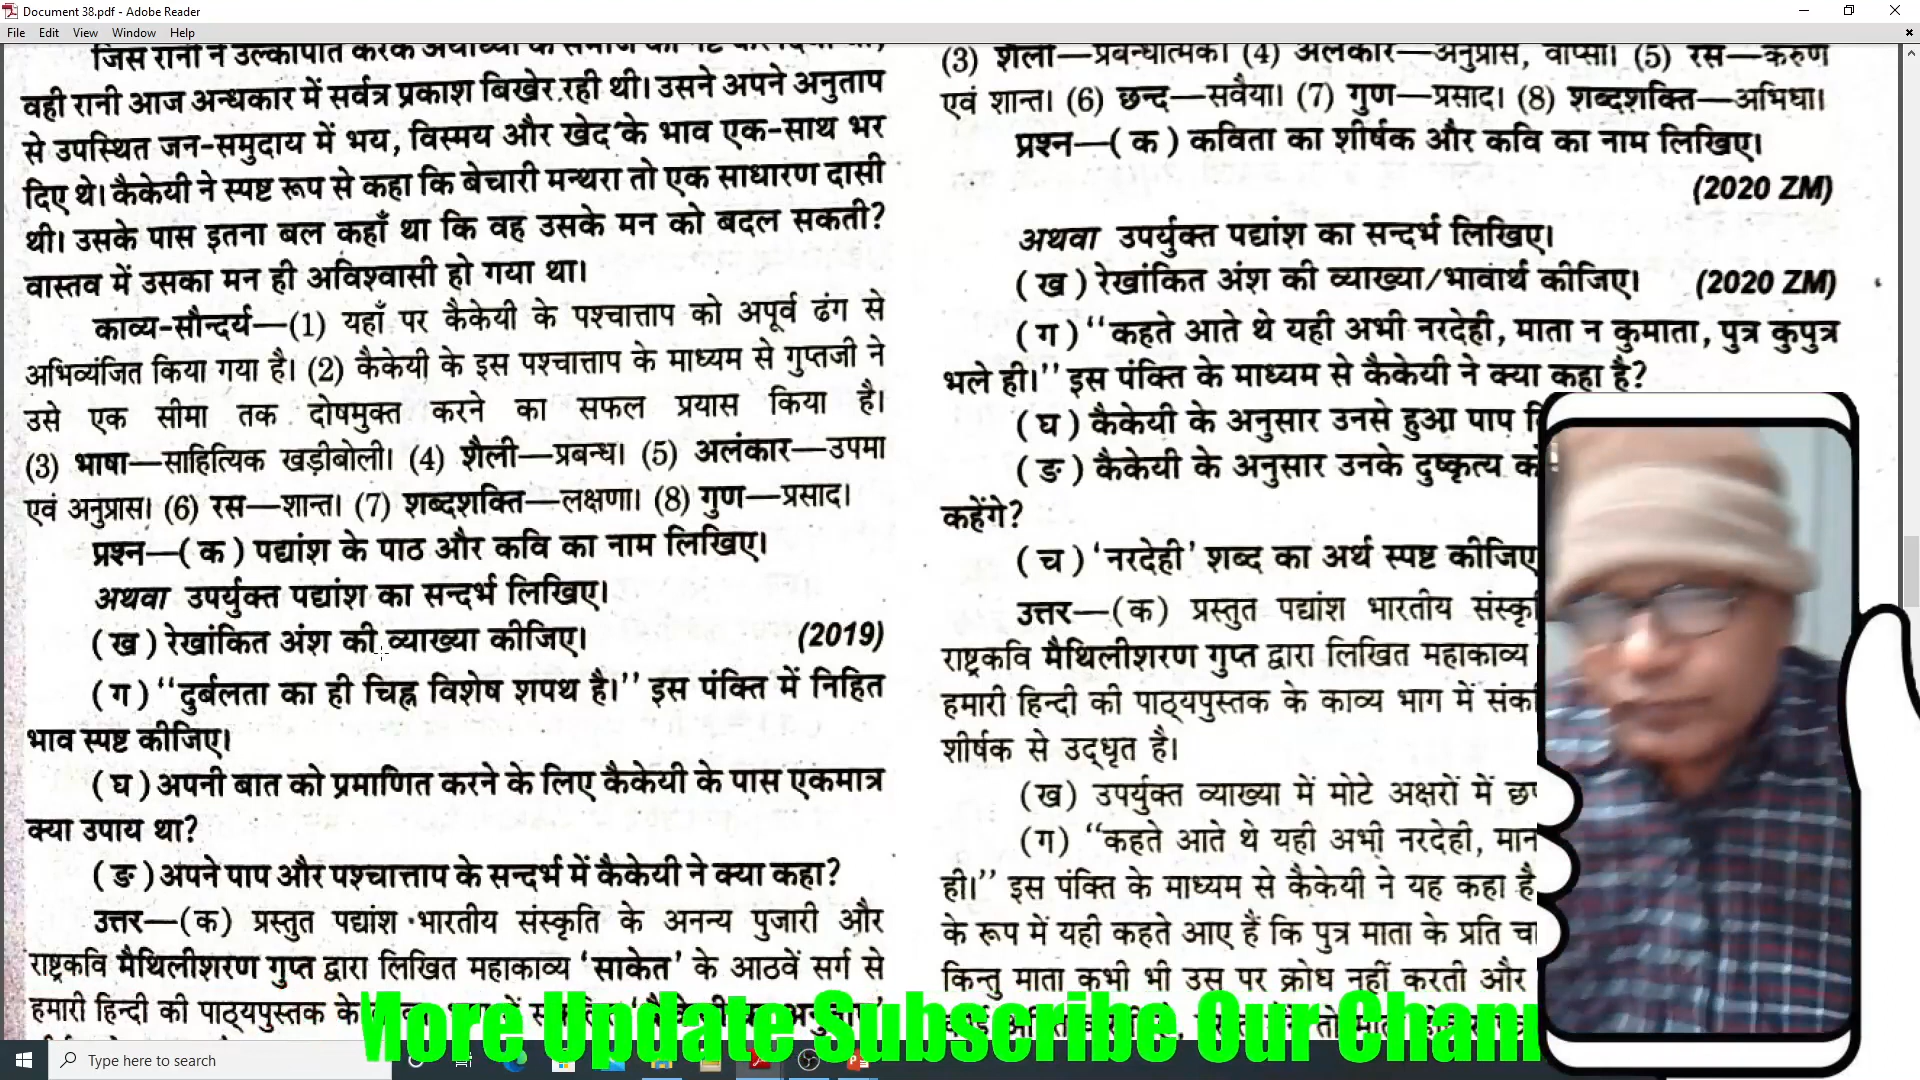 Document 38.pdf - Adobe Reader
File Edit View Window Help
वही रानी आज अन्धकार में सर्वत्र प्रकाश बिखेर रही थी। उसने अपने अनुताप
से उपस्थित जन-समुदाय में भय, विस्मय और खेद के भाव एक-साथ भर
दिए थे। कैकेयी ने स्पष्ट रूप से कहा कि बेचारी मन्थरा तो एक साधारण दासी
थी। उसके पास इतना बल कहाँ था कि वह उसके मन को बदल सकती?
वास्तव में उसका मन ही अविश्वासी हो गया था।
काव्य-सौन्दर्य—(1) यहाँ पर कैकेयी के पश्चात्ताप को अपूर्व ढंग से
अभिव्यंजित किया गया है। (2) कैकेयी के इस पश्चात्ताप के माध्यम से गुप्तजी ने
उसे एक सीमा तक दोषमुक्त करने का सफल प्रयास किया है।
(3) भाषा—साहित्यिक खड़ीबोली। (4) शैली—प्रबन्ध। (5) अलंकार—उपमा
एवं अनुप्रास। (6) रस—शान्त। (7) शब्दशक्ति—लक्षणा। (8) गुण—प्रसाद।
प्रश्न—(क) पद्यांश के पाठ और कवि का नाम लिखिए।
अथवा उपर्युक्त पद्यांश का सन्दर्भ लिखिए।
(ख) रेखांकित अंश की व्याख्या कीजिए। (2019)
(ग) “दुर्बलता का ही चिह्न विशेष शपथ है।” इस पंक्ति में निहित
भाव स्पष्ट कीजिए।
(घ) अपनी बात को प्रमाणित करने के लिए कैकेयी के पास एकमात्र
क्या उपाय था?
(ङ) अपने पाप और पश्चात्ताप के सन्दर्भ में कैकेयी ने क्या कहा?
उत्तर—(क) प्रस्तुत पद्यांश भारतीय संस्कृति के अनन्य पुजारी और
राष्ट्रकवि मैथिलीशरण गुप्त द्वारा लिखित महाकाव्य ‘साकेत’ के आठवें सर्ग से
हमारी हिन्दी की पाठ्यपुस्तक के
(3) शैली—प्रबन्धात्मक। (4) अलंकार—अनुप्रास, वीप्सा। (5) रस—करुण
एवं शान्त। (6) छन्द—सवैया। (7) गुण—प्रसाद। (8) शब्दशक्ति—अभिधा।
प्रश्न—(क) कविता का शीर्षक और कवि का नाम लिखिए।
(2020 ZM)
अथवा उपर्युक्त पद्यांश का सन्दर्भ लिखिए।
(ख) रेखांकित अंश की व्याख्या/भावार्थ कीजिए। (2020 ZM)
(ग) “कहते आते थे यही अभी नरदेही, माता न कुमाता, पुत्र कुपुत्र
भले ही।” इस पंक्ति के माध्यम से कैकेयी ने क्या कहा है?
(घ) कैकेयी के अनुसार उनसे हुआ पाप
(ङ) कैकेयी के अनुसार उनके दुष्कृत्य
कहेंगे?
(च) ‘नरदेही’ शब्द का अर्थ स्पष्ट कीजिए
उत्तर—(क) प्रस्तुत पद्यांश भारतीय
राष्ट्रकवि मैथिलीशरण गुप्त द्वारा लिखित महाकाव्य
हमारी हिन्दी की पाठ्यपुस्तक के काव्य भाग में
शीर्षक से उद्धृत है।
(ख) उपर्युक्त व्याख्या में मोटे अक्षरों में
(ग) “कहते आते थे यही अभी नरदेही,
ही।” इस पंक्ति के माध्यम से कैकेयी ने यह कहा है
के रूप में यही कहते आए हैं कि पुत्र माता के प्रति
किन्तु माता कभी भी उस पर क्रोध नहीं करती और
More Update Subscribe Our
Type here to search